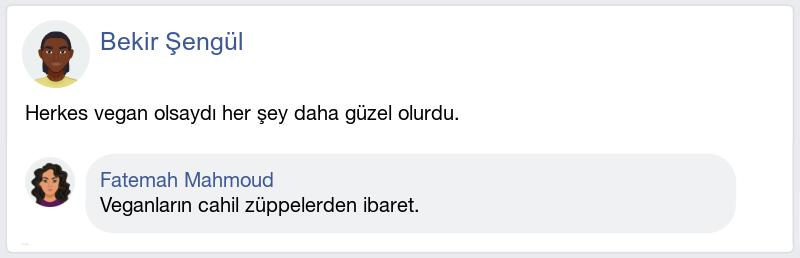 Bekir Şengül
Herkes vegan olsaydı her şey daha güzel olurdu.
Fatemah Mahmoud
Veganların cahil züppelerden ibaret.